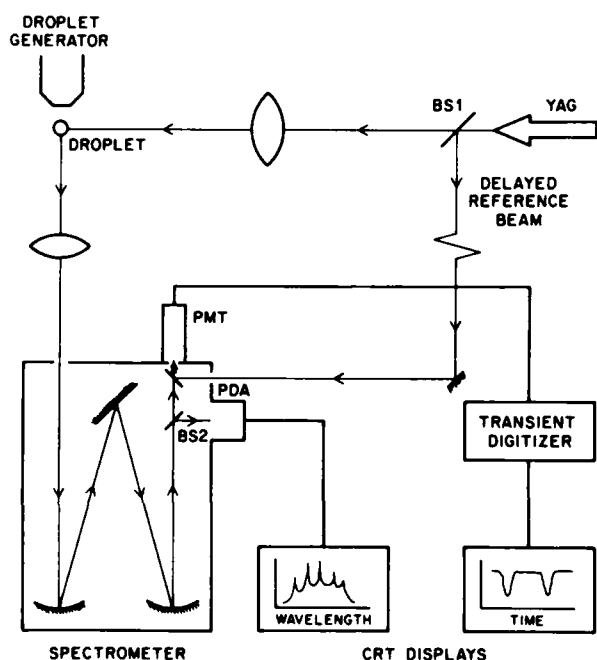 DROPLET
GENERATOR
BS1
YAG
DROPLET
DELAYED
REFERENCE
BEAM
PMT
PDA
BS2
TRANSIENT
DIGITIZER
WAVELENGTH
TIME
SPECTROMETER
CRT DISPLAYS